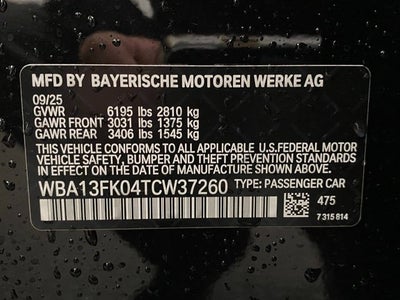 MFD BY BAYERISCHE MOTOREN WERKE AG
09/25
GVWR 6195 lbs 2810 kg
GAWR FRONT 3031 lbs 1375 kg
GAWR REAR 3406 lbs 1545 kg
THIS VEHICLE CONFORMS TO ALL APPLICABLE U.S.FEDERAL MOTOR
VEHICLE SAFETY, BUMPER AND THEFT PREVENTION STANDARDS
IN EFFECT ON THE DATE OF MANUFACTURE SHOWN ABOVE.
WBA13FK04TCW37260 TYPE: PASSENGER CAR
475
7 315 814